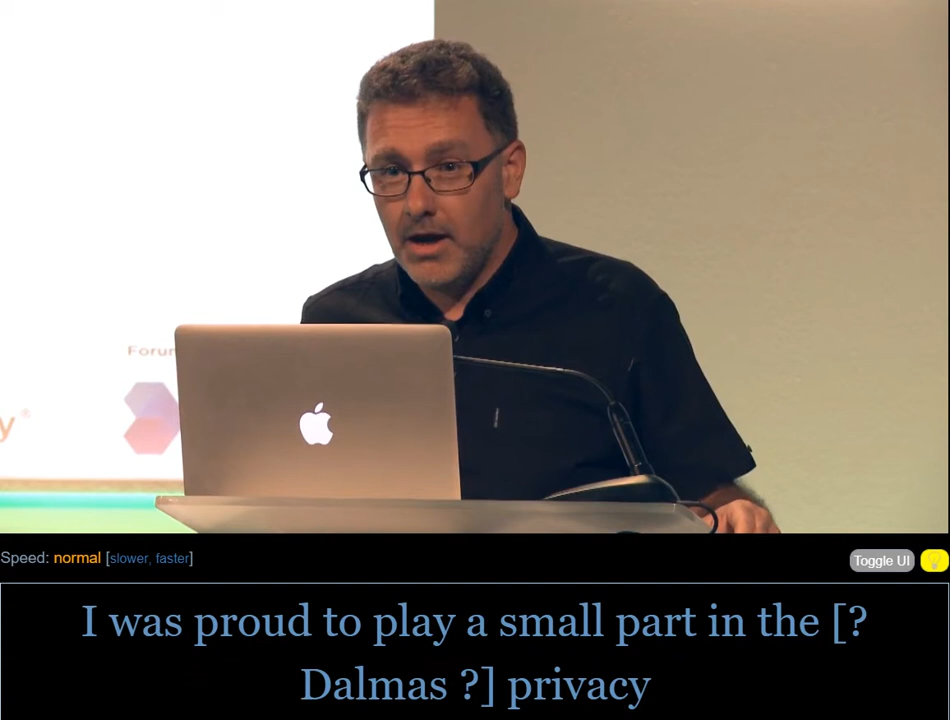 Forum
y®
Speed: normal [slower, faster]
Toggle UI
I was proud to play a small part in the [?
Dalmas ?] privacy